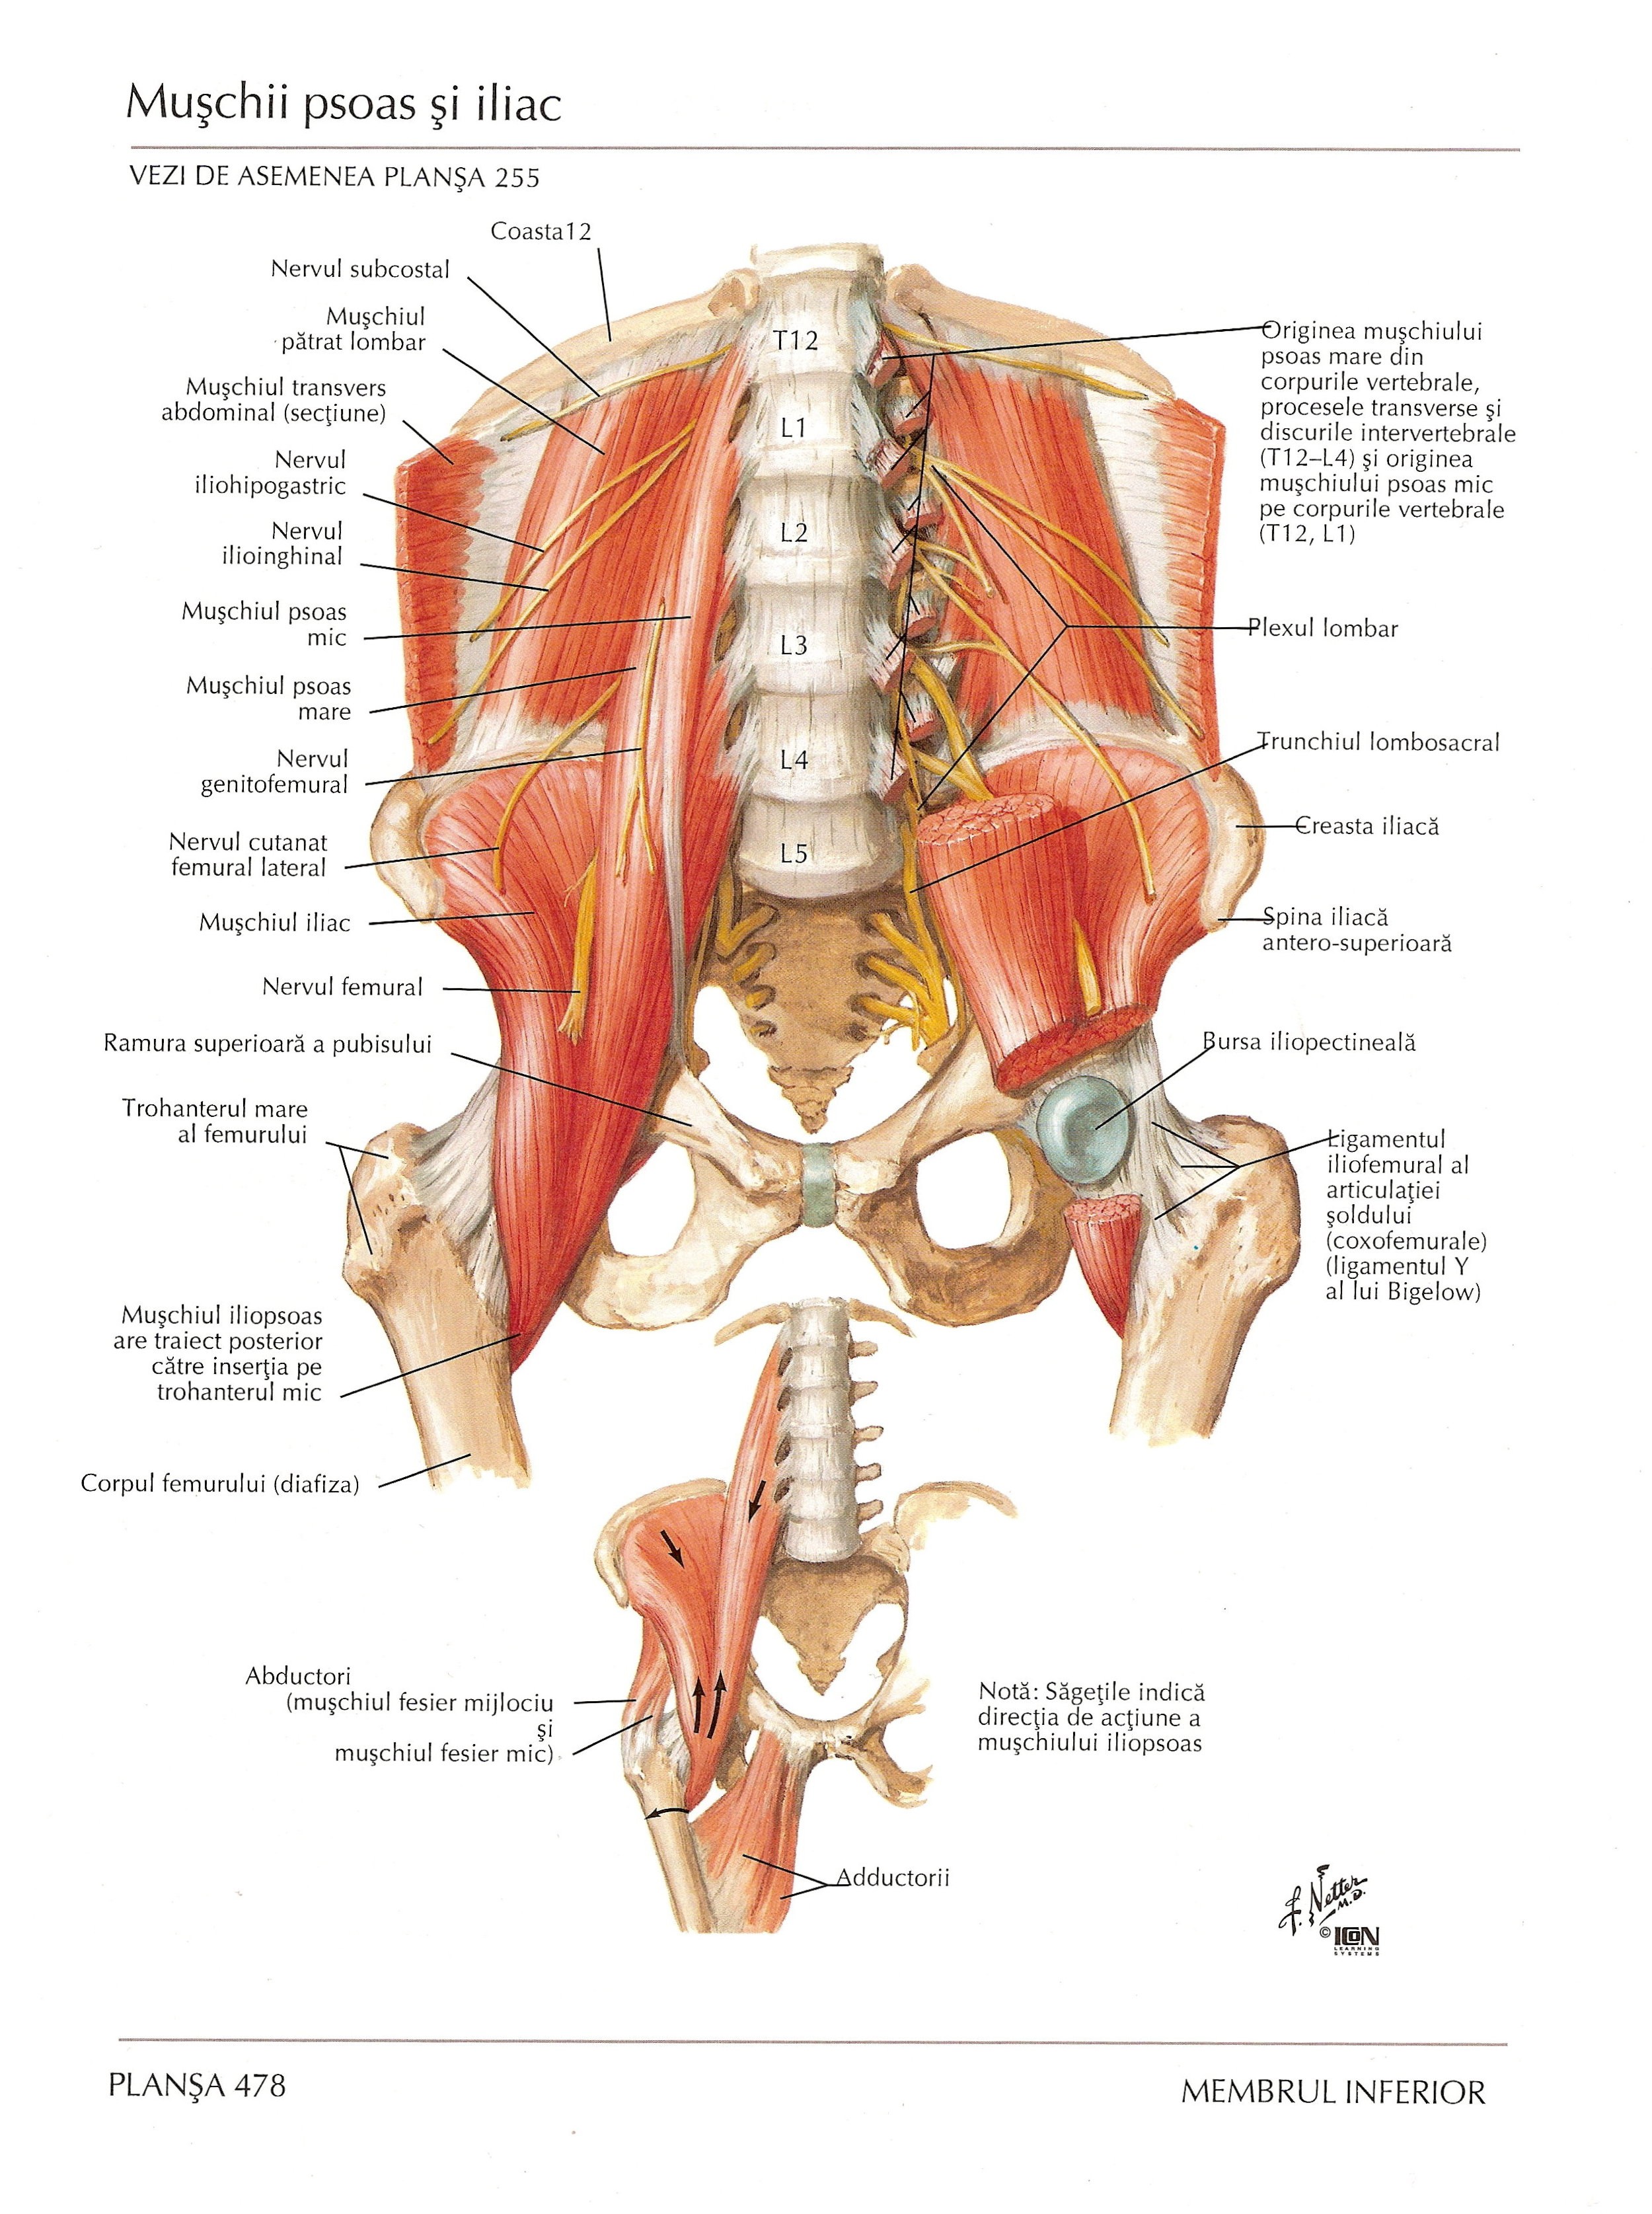 Muşchii psoas şi iliac
VEZI DE ASEMENEA PLANŞA 255
Coasta12
Nervul subcostal
Muşchiul
pătrat lombar
Muşchiul transvers
abdominal (secţiune)
Nervul
iliohipogastric
Nervul
ilioinghinal
Muşchiul psoas
mic
Muşchiul psoas
mare
Nervul
genitofemural
Nervul cutanat
femural lateral
Muşchiul iliac
Nervul femural
Ramura superioară a pubisului
Trohanterul mare
al femurului
Muşchiul iliopsoas
are traiect posterior
către inserţia pe
trohanterul mic
Corpul femurului (diafiza)
T12
L1
L2
L3
L4
L5
Originea muşchiului
psoas mare din
corpurile vertebrale,
procesele transverse şi
discurile intervertebrale
(T12–L4) şi originea
muşchiului psoas mic
pe corpurile vertebrale
(T12, L1)
Plexul lombar
Trunchiul lombosacral
Creasta iliacă
Spina iliacă
antero-superioară
Bursa iliopectineală
Ligamentul
iliofemural al
articulaţiei
şoldului
(coxofemurale)
(ligamentul Y
al lui Bigelow)
Abductori
(muşchiul fesier mijlociu
şi
muşchiul fesier mic)
Notă: Săgeţile indică
direcţia de acţiune a
muşchiului iliopsoas
Adductorii
F. Netter
M.D.
© ICON
LEARNING
SYSTEMS
PLANŞA 478
MEMBRUL INFERIOR